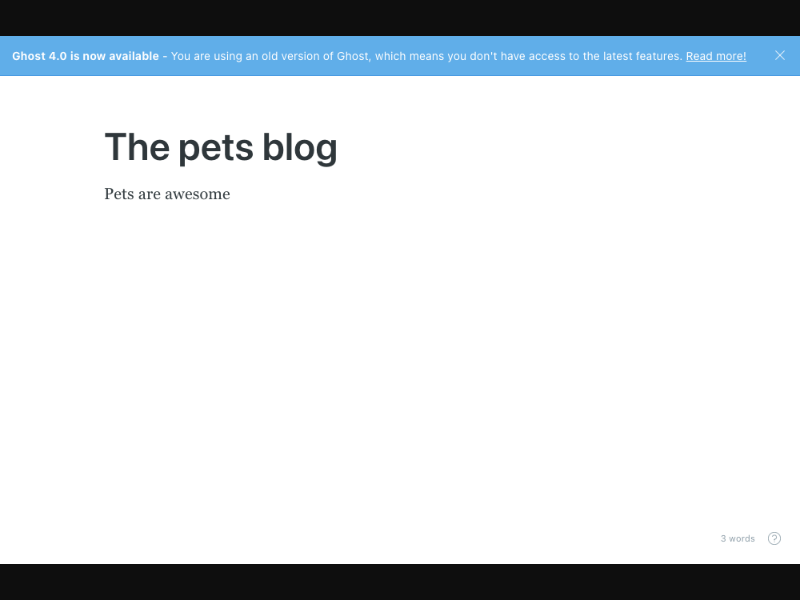 Ghost 4.0 is now available - You are using an old version of Ghost, which means you don't have access to the latest features. Read more!
The pets blog
Pets are awesome
3 words
?